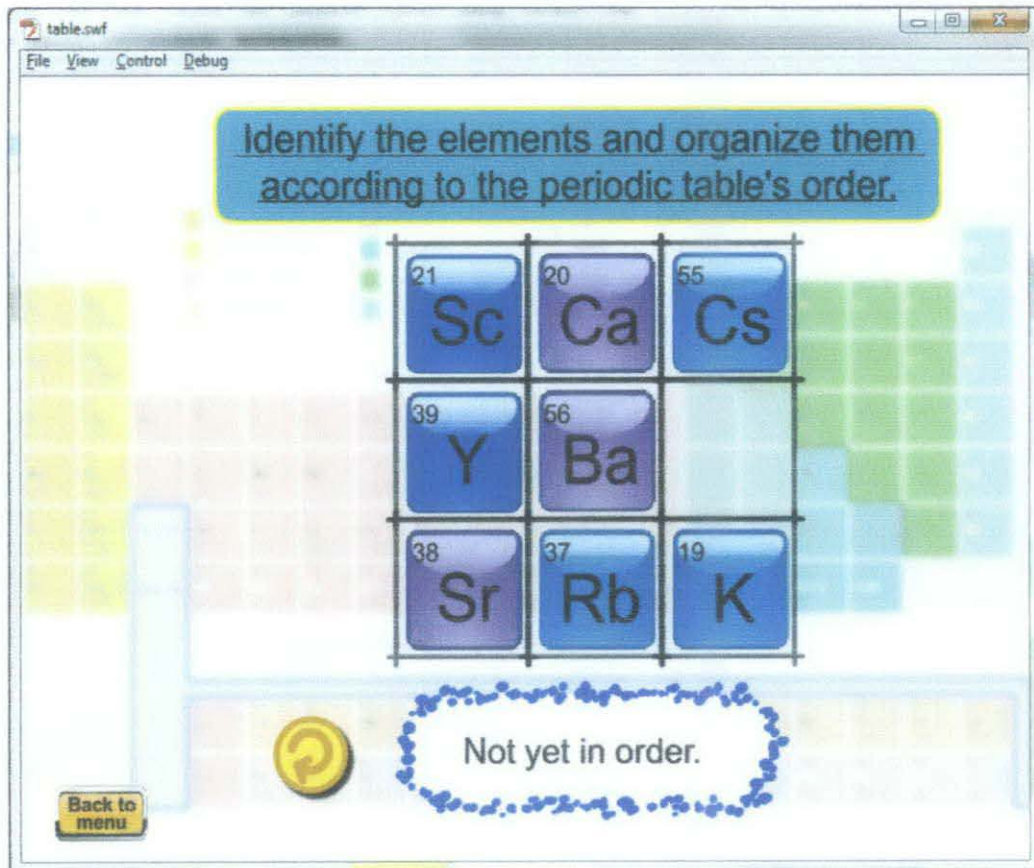 table.swf
File View Control Debug
Identify the elements and organize them
according to the periodic table's order.
21 20 55
Sc Ca Cs
39 56
Y Ba
38 37 19
Sr Rb K
Not yet in order.
Back to
menu